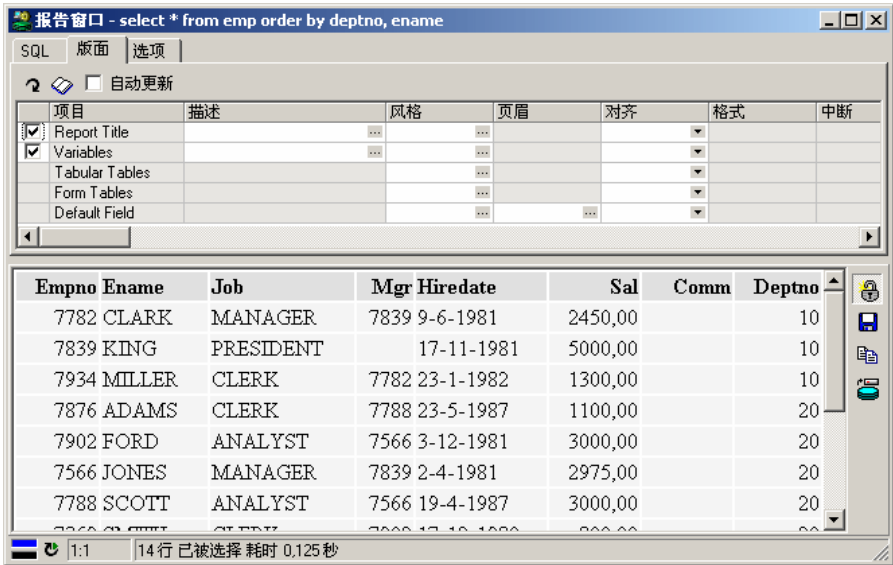 报告窗口 - select * from emp order by deptno, ename
SQL 版面 选项
自动更新
项目 描述 风格 页眉 对齐 格式 中断
Report Title
Variables
Tabular Tables
Form Tables
Default Field
Empno Ename Job Mgr Hiredate Sal Comm Deptno
7782 CLARK MANAGER 7839 9-6-1981 2450,00 10
7839 KING PRESIDENT 17-11-1981 5000,00 10
7934 MILLER CLERK 7782 23-1-1982 1300,00 10
7876 ADAMS CLERK 7788 23-5-1987 1100,00 20
7902 FORD ANALYST 7566 3-12-1981 3000,00 20
7566 JONES MANAGER 7839 2-4-1981 2975,00 20
7788 SCOTT ANALYST 7566 19-4-1987 3000,00 20
1:1 14行 已被选择 耗时 0,125秒